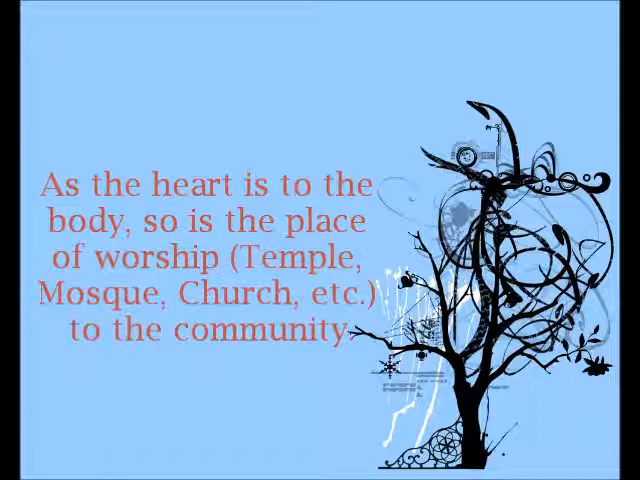 As the heart is to the
body, so is the place
of worship (Temple,
Mosque, Church, etc.)
to the community.